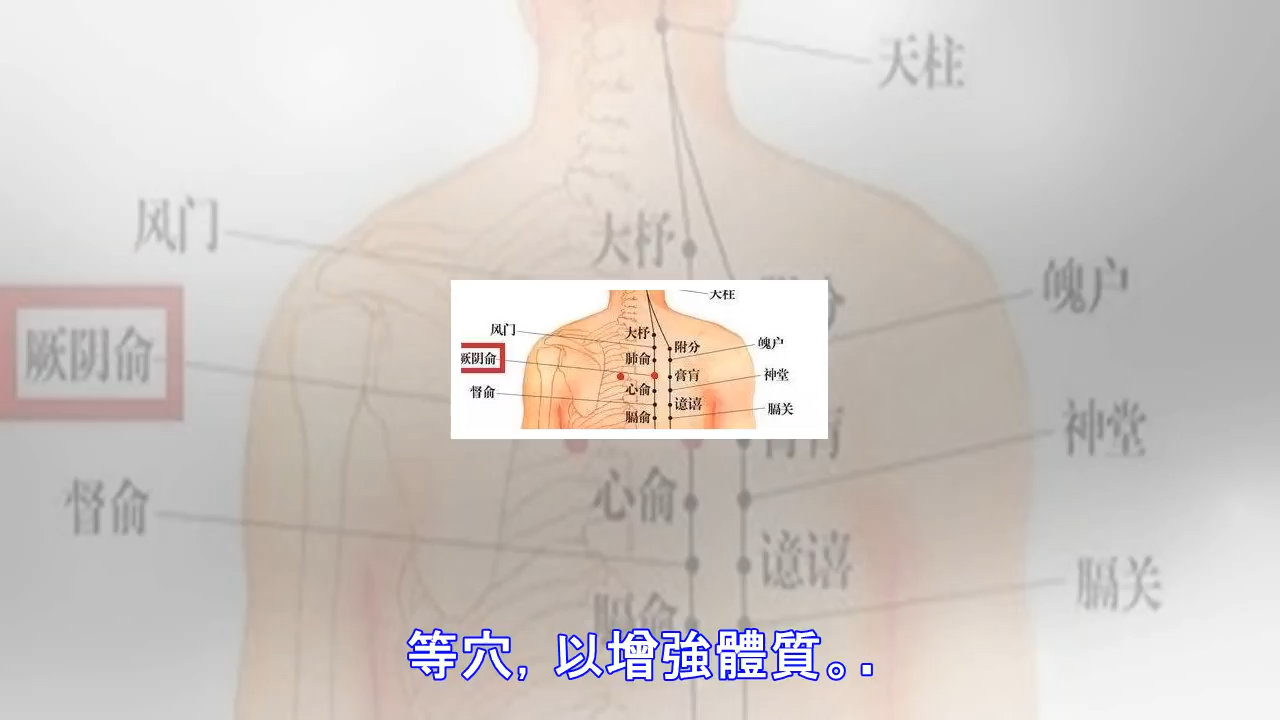 天柱
风门
大杼
魄户
厥阴俞
神堂
督俞
心俞
譩譆
膈关
膈俞
天柱
风门
大杼
附分
魄户
肺俞
厥阴俞
膏肓
神堂
心俞
督俞
譩譆
膈俞
膈关
等穴, 以增強體質。.